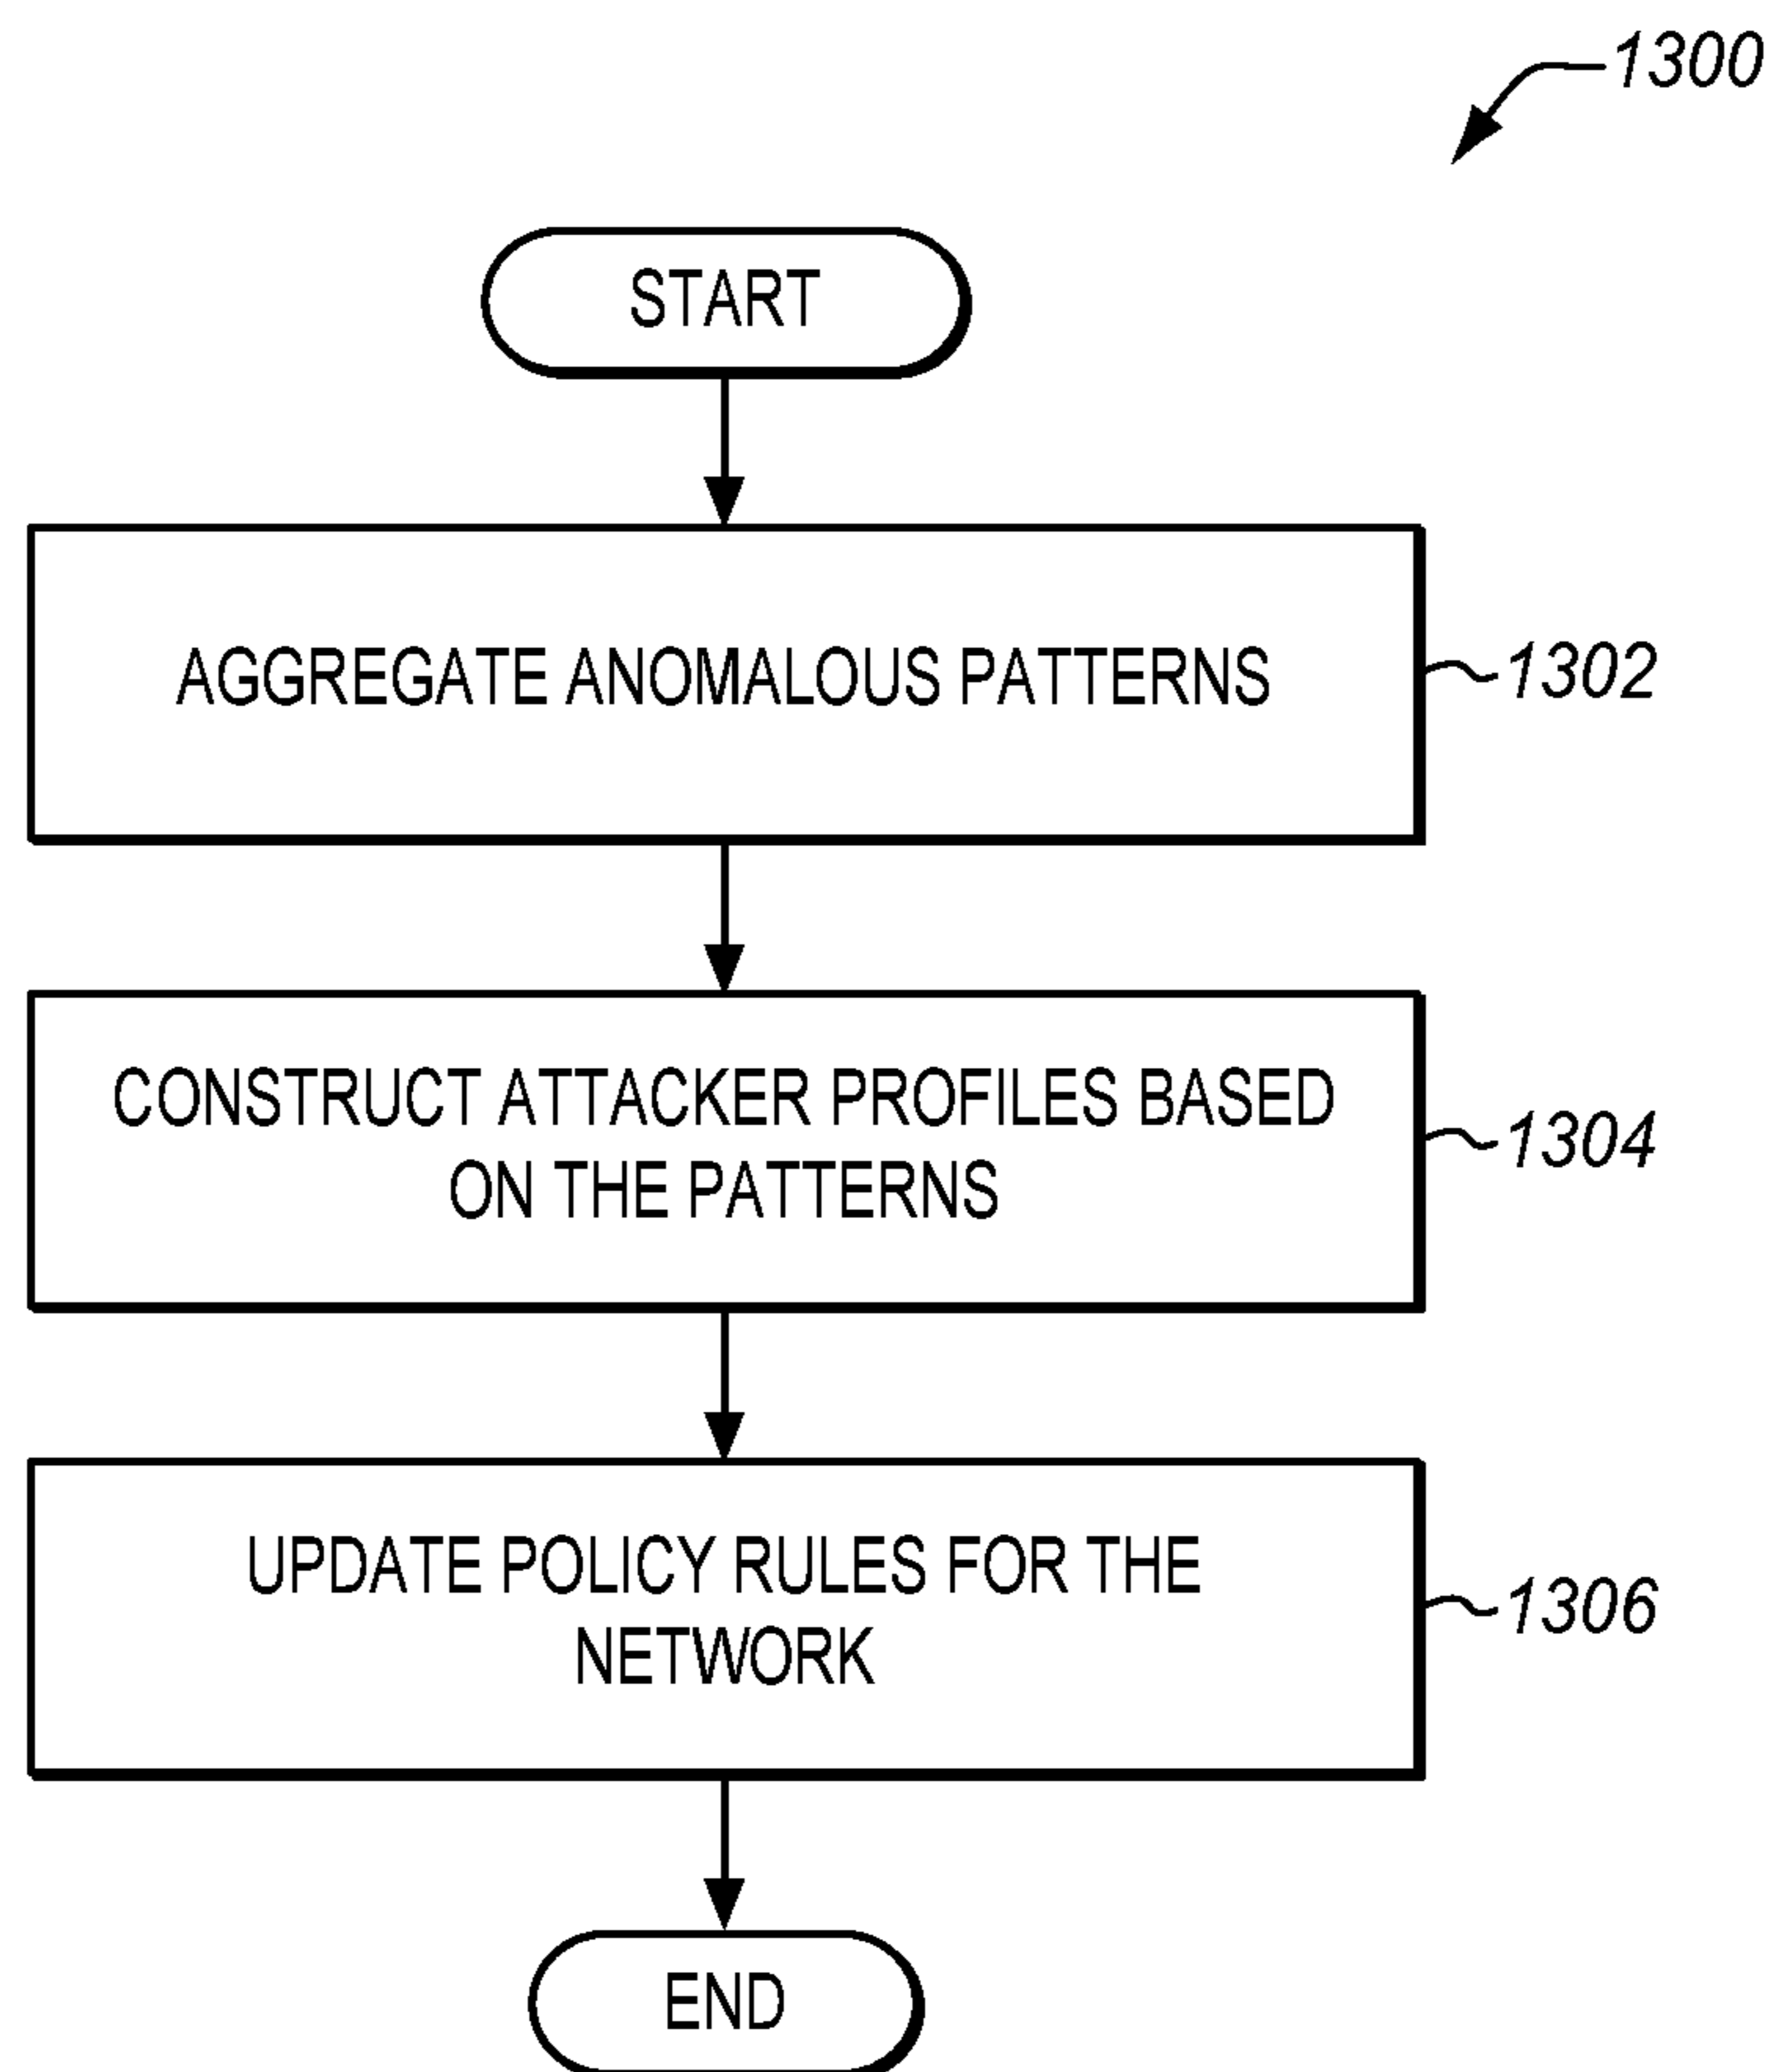 1300
START
AGGREGATE ANOMALOUS PATTERNS
1302
CONSTRUCT ATTACKER PROFILES BASED
ON THE PATTERNS
1304
UPDATE POLICY RULES FOR THE
NETWORK
1306
END